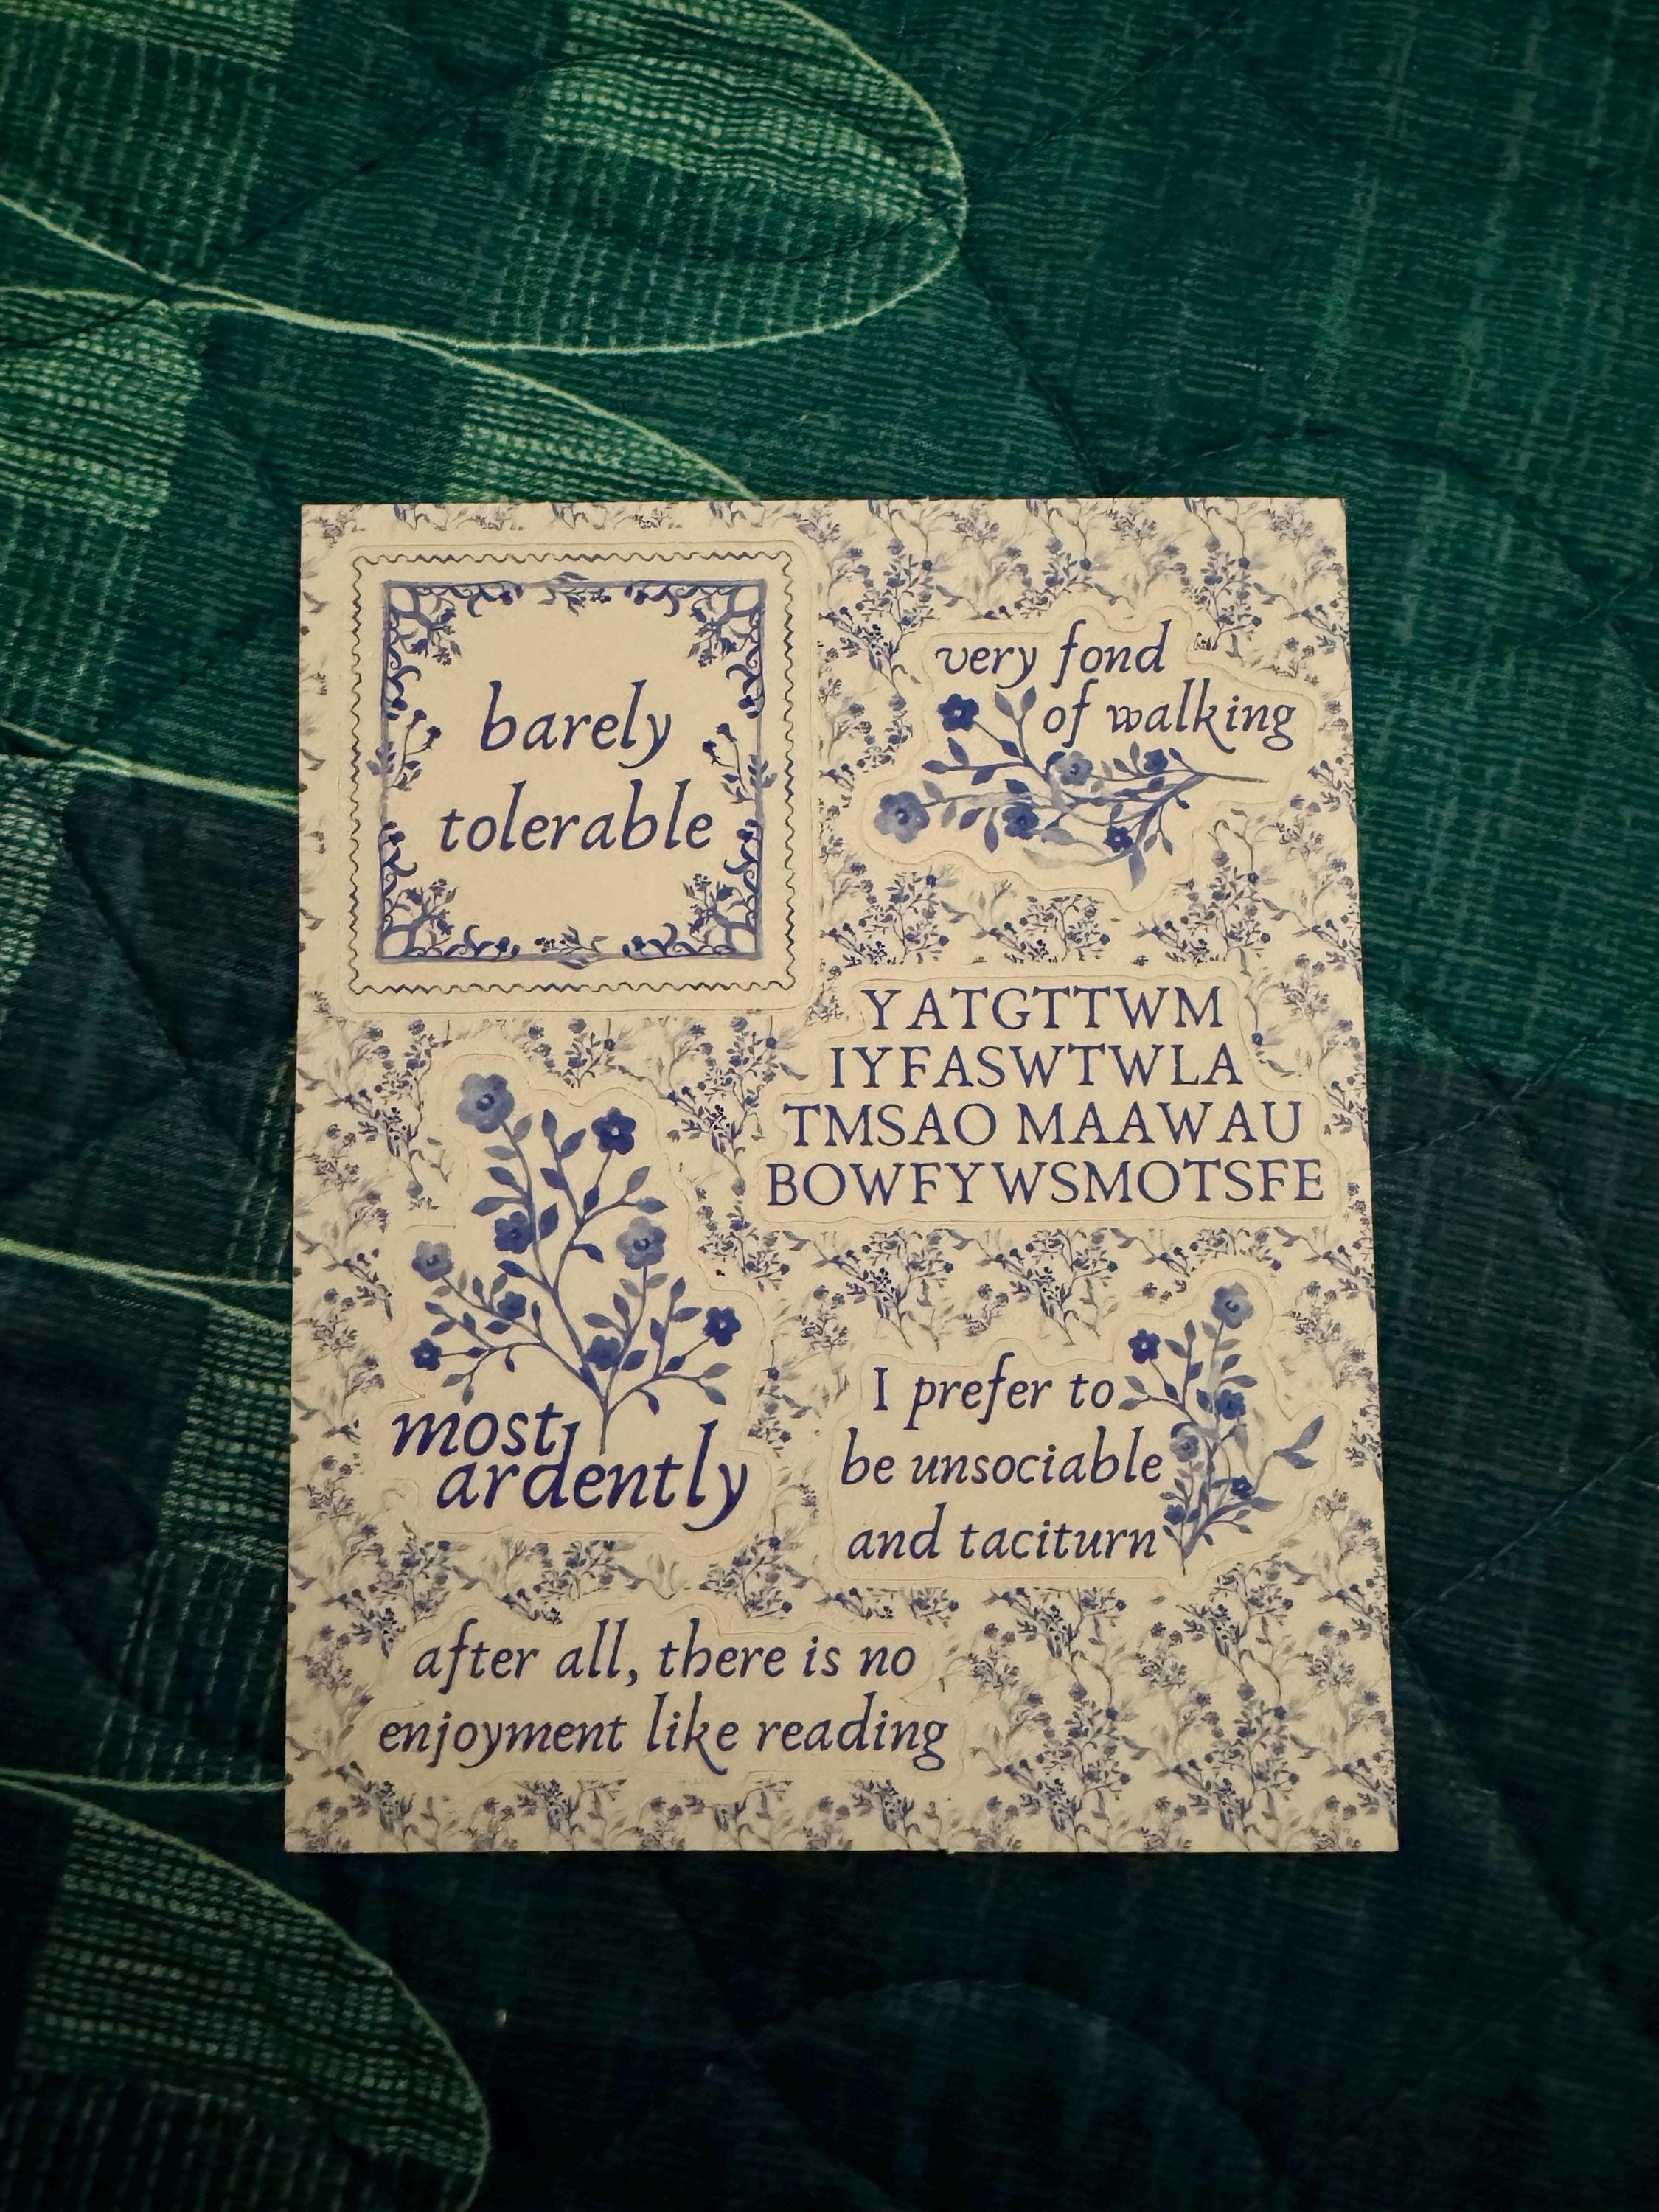 barely
tolerable
very fond
of walking
YATGTTWM
IYFASWTWLA
TMSAO MAAWAU
BOWFYWSMOTSFE
most
ardently
I prefer to
be unsociable
and taciturn
after all, there is no
enjoyment like reading